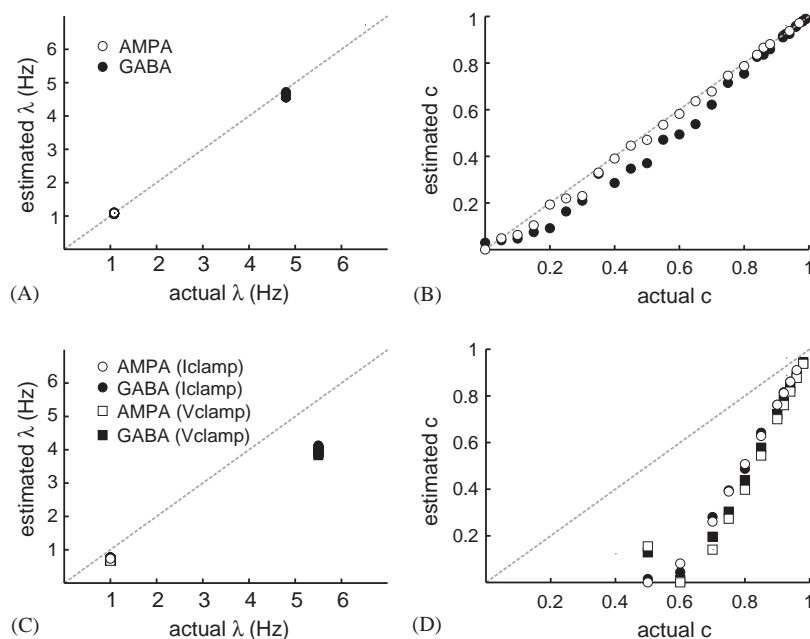 6
5
4
3
2
1
1 2 3 4 5 6
estimated λ (Hz)
actual λ (Hz)
AMPA
GABA
(A)
1
0.8
0.6
0.4
0.2
0.2 0.4 0.6 0.8 1
estimated c
actual c
(B)
6
5
4
3
2
1
1 2 3 4 5 6
estimated λ (Hz)
actual λ (Hz)
AMPA (Iclamp)
GABA (Iclamp)
AMPA (Vclamp)
GABA (Vclamp)
(C)
1
0.8
0.6
0.4
0.2
0.2 0.4 0.6 0.8 1
estimated c
actual c
(D)